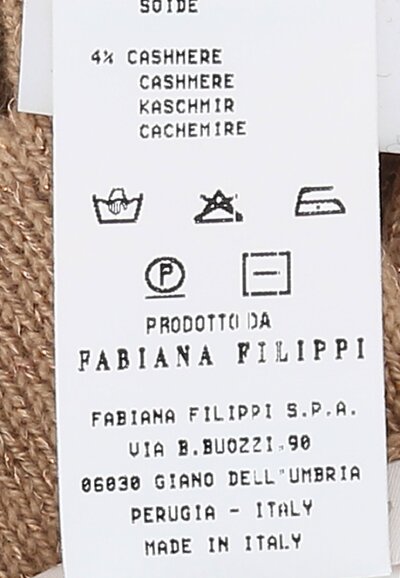 SOIDE
4% CASHMERE
CASHMERE
KASCHMIR
CACHEMIRE
P
PRODOTTO DA
FABIANA FILIPPI
FABIANA FILIPPI S.P.A.
VIA B.BUOZZI,90
06030 GIANO DELL'UMBRIA
PERUGIA - ITALY
MADE IN ITALY